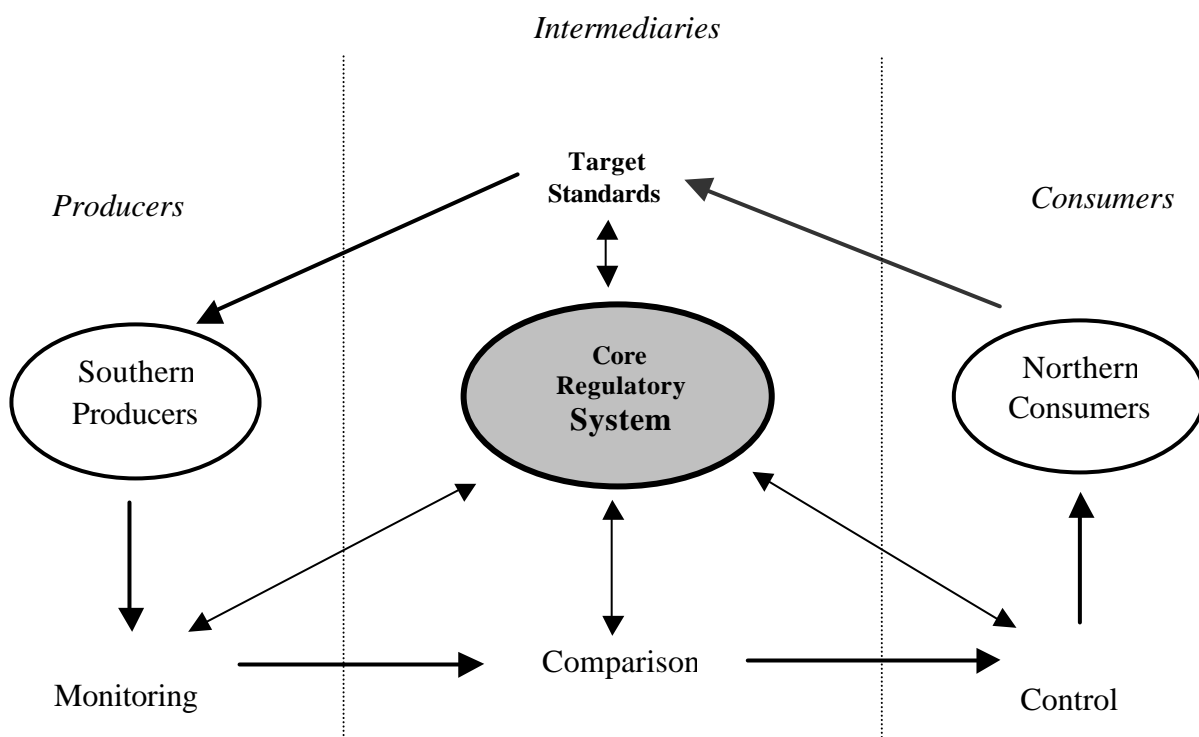 Intermediaries
Target
Standards
Producers
Consumers
Core
Regulatory
System
Southern
Producers
Northern
Consumers
Comparison
Monitoring
Control